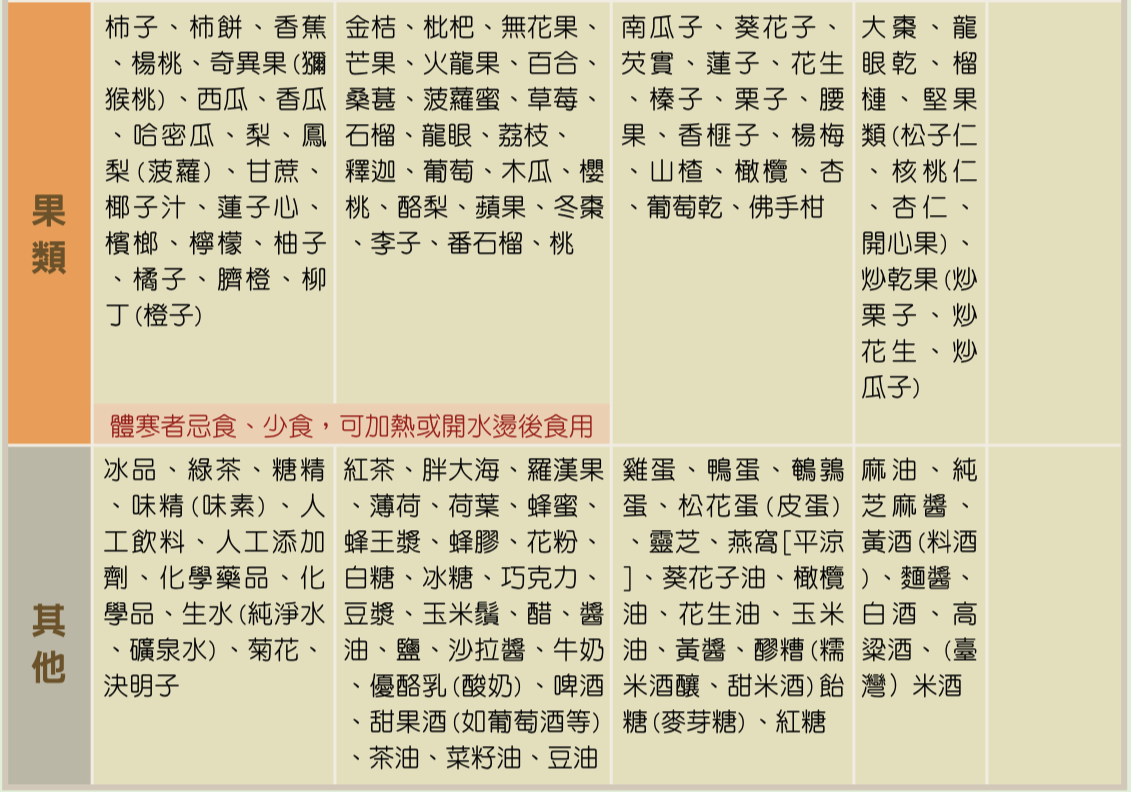 果類
柿子、柿餅、香蕉
、楊桃、奇異果(獼
猴桃)、西瓜、香瓜
、哈密瓜、梨、鳳
梨(菠蘿)、甘蔗、
椰子汁、蓮子心、
檳榔、檸檬、柚子
、橘子、臍橙、柳
丁(橙子)
金桔、枇杷、無花果、
芒果、火龍果、百合、
桑葚、菠蘿蜜、草莓、
石榴、龍眼、荔枝、
釋迦、葡萄、木瓜、櫻
桃、酪梨、蘋果、冬棗
、李子、番石榴、桃
體寒者忌食、少食，可加熱或開水燙後食用
南瓜子、葵花子、
芡實、蓮子、花生
、榛子、栗子、腰
果、香榧子、楊梅
、山楂、橄欖、杏
、葡萄乾、佛手柑
大棗、龍
眼乾、榴
槤、堅果
類(松子仁
、核桃仁
、杏仁、
開心果)、
炒乾果(炒
栗子、炒
花生、炒
瓜子)
其他
冰品、綠茶、糖精
、味精(味素)、人
工飲料、人工添加
劑、化學藥品、化
學品、生水(純淨水
、礦泉水)、菊花、
決明子
紅茶、胖大海、羅漢果
、薄荷、荷葉、蜂蜜、
蜂王漿、蜂膠、花粉、
白糖、冰糖、巧克力、
豆漿、玉米鬚、醋、醬
油、鹽、沙拉醬、牛奶
、優酪乳(酸奶)、啤酒
、甜果酒(如葡萄酒等)
、茶油、菜籽油、豆油
雞蛋、鴨蛋、鵪鶉
蛋、松花蛋(皮蛋)
、靈芝、燕窩[平涼
]、葵花子油、橄欖
油、花生油、玉米
油、黃醬、醪糟(糯
米酒釀、甜米酒)飴
糖(麥芽糖)、紅糖
麻油、純
芝麻醬、
黃酒(料酒
)、麵醬、
白酒、高
粱酒、(臺
灣）米酒